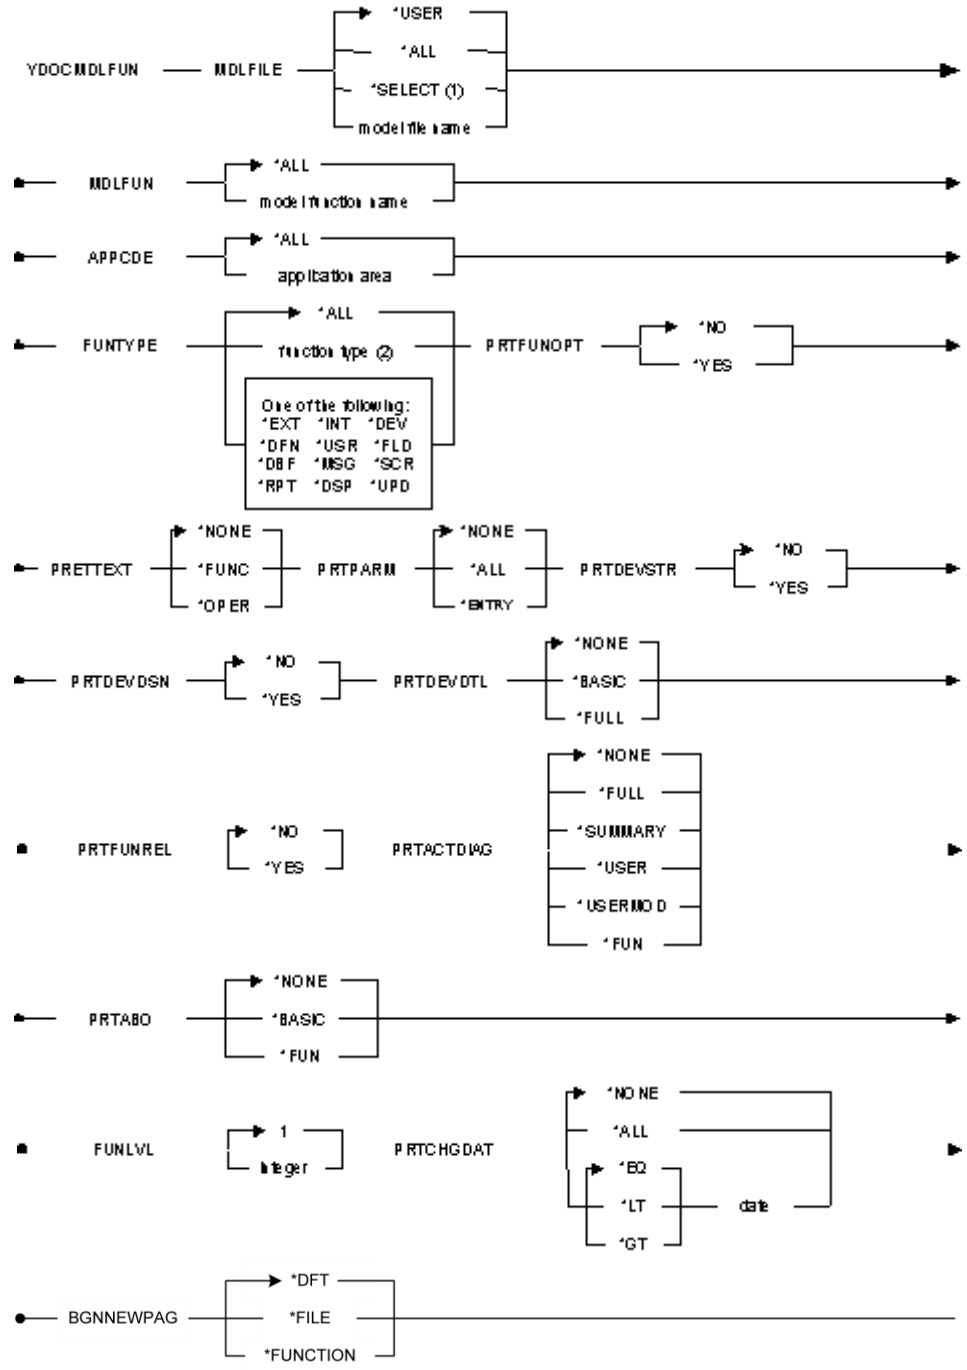 *USER
*ALL
YDOCMDLFUN MDLFILE
*SELECT (1)
model file name
*ALL
MDLFUN
model function name
*ALL
APPCDE
application area
*ALL
FUNTYPE function type (2) PRTFUNOPT *NO
*YES
One of the following:
*EXT *INT *DEV
*DFN *USR *FLD
*DBF *MSG *SCR
*RPT *DSP *UPD
*NONE *NONE *NO
PRETTEXT *FUNC PRTPARM *ALL PRTDEVSTR
*OPER *ENTRY *YES
*NO *NONE
PRTDEVDSN PRTDEVDTL *BASIC
*YES *FULL
*NONE
*FULL
PRTFUNREL *NO PRTACTDIAG *SUMMARY
*YES *USER
*USERMOD
*FUN
*NONE
PRTABO *BASIC
*FUN
*NONE
FUNLVL 1 PRTCHGDAT *ALL
Integer *EQ
*LT date
*GT
*DFT
BGNNEWPAG *FILE
*FUNCTION